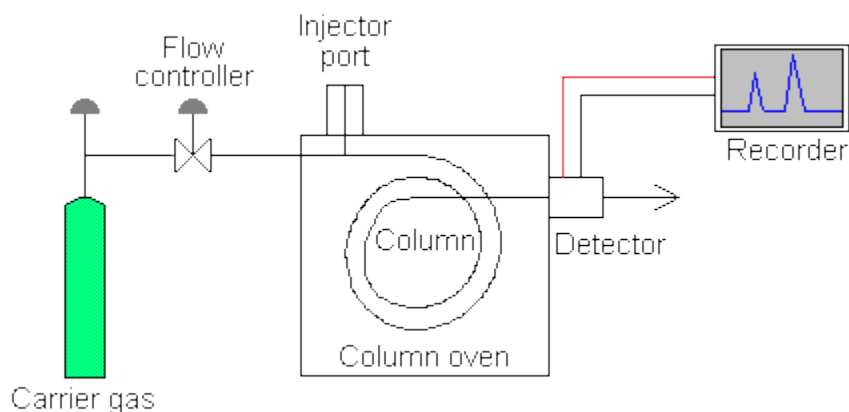 Injector
port
Flow
controller
Recorder
Column
Detector
Column oven
Carrier gas